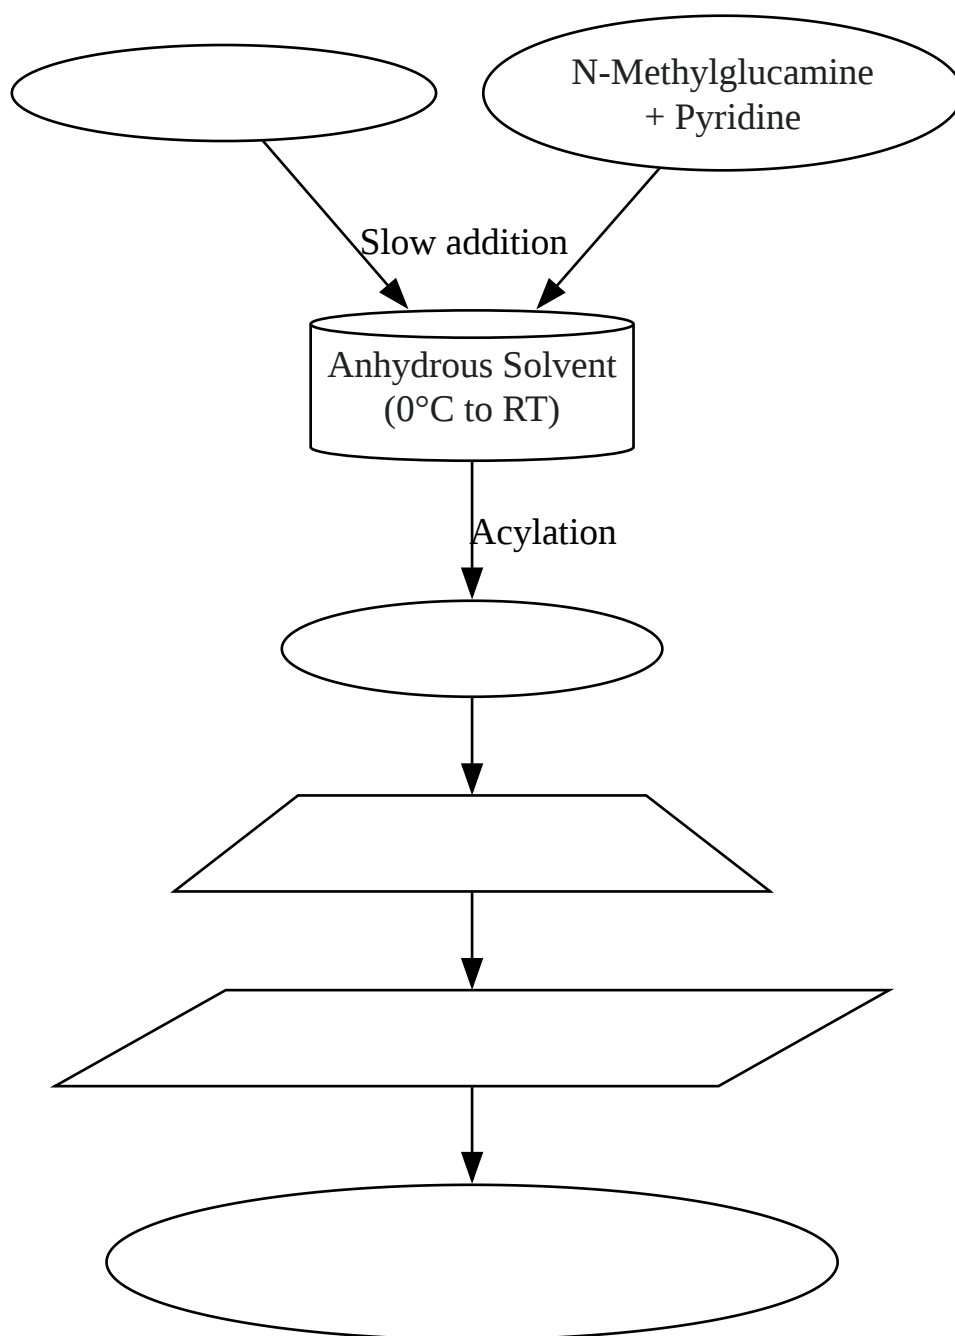 N-Methylglucamine
+ Pyridine
Slow addition
Anhydrous Solvent
(0°C to RT)
Acylation